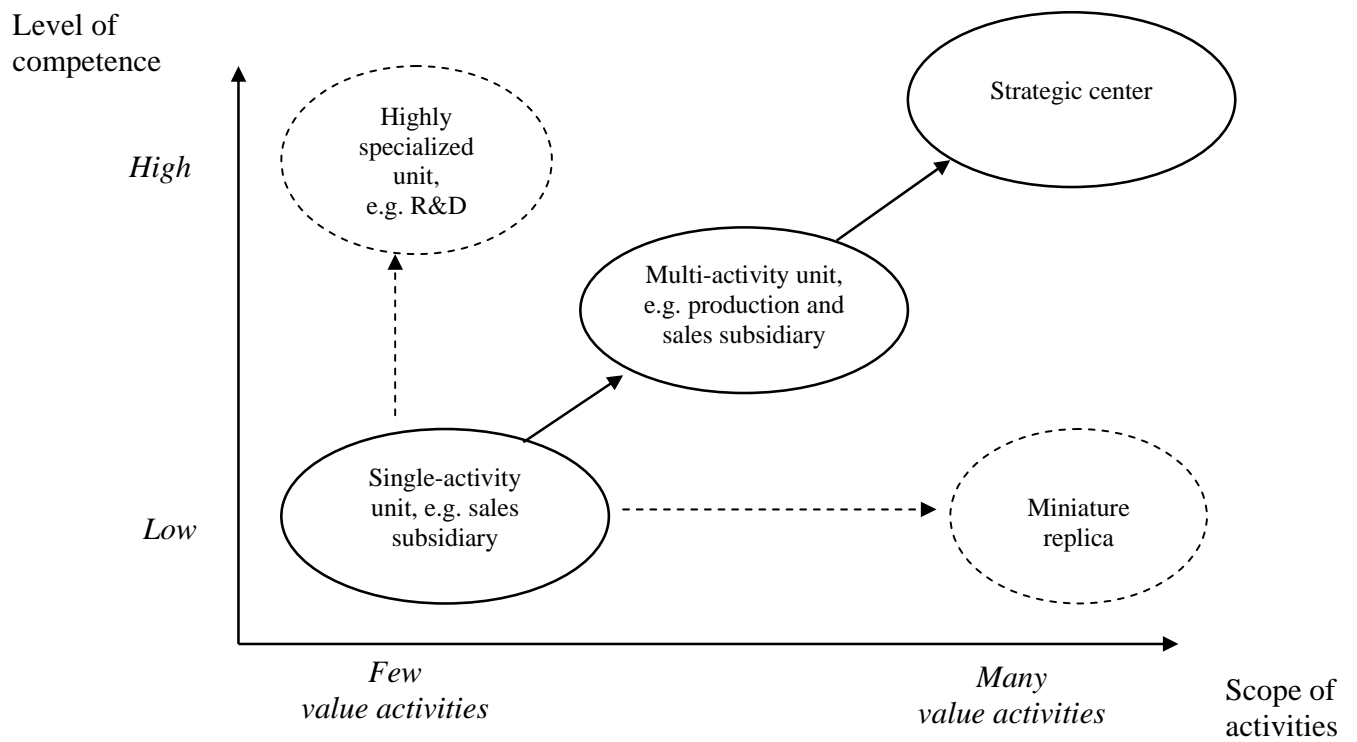 Level of
competence
Strategic center
Highly
specialized
unit,
e.g. R&D
High
Multi-activity unit,
e.g. production and
sales subsidiary
Single-activity
unit, e.g. sales
subsidiary
Miniature
replica
Low
Few
value activities
Many
value activities
Scope of
activities